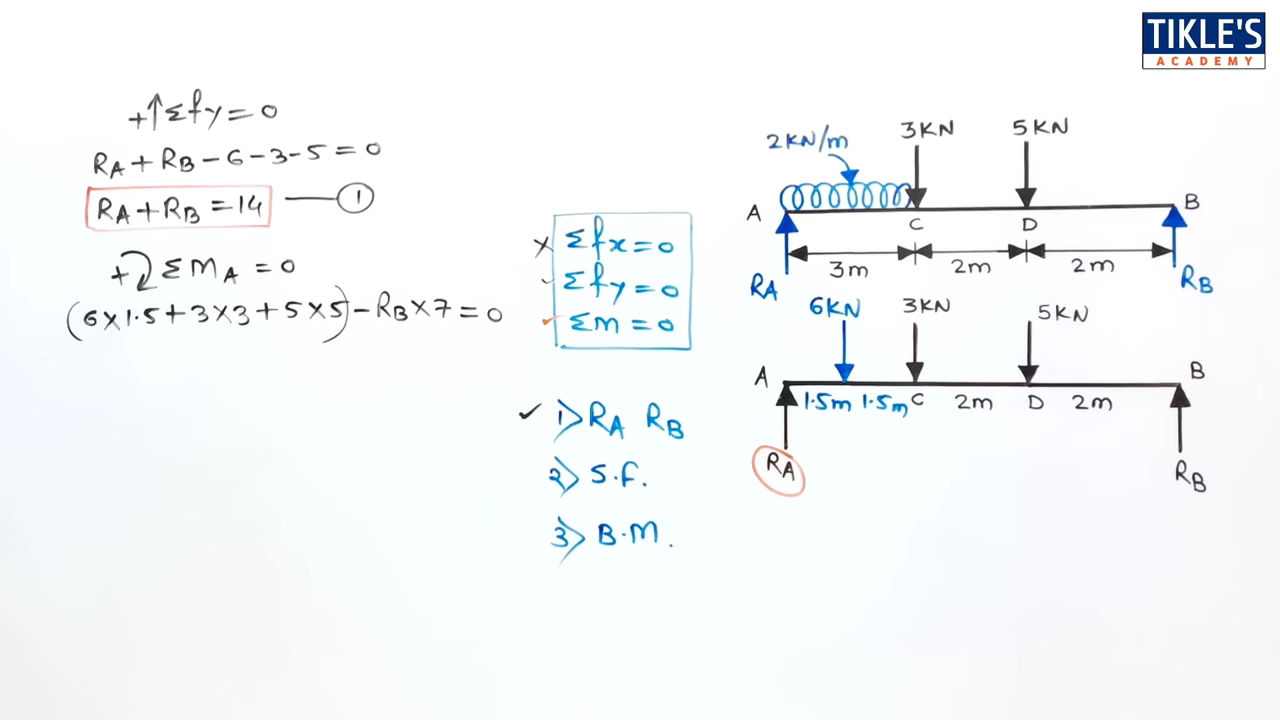 TIKLE'S
ACADEMY
+↑Σfy=0
RA+RB-6-3-5=0
RA+RB=14 ——①
+⤵ΣMA=0
(6×1.5+3×3+5×5)-RB×7=0
× Σfx=0
Σfy=0
Σm=0
✓ 1> RA RB
2> S.F.
3> B.M.
2KN/m 3KN 5KN
A C D B
3m 2m 2m
RA RB
6KN 3KN 5KN
A B
1.5m 1.5m C 2m D 2m
RA RB